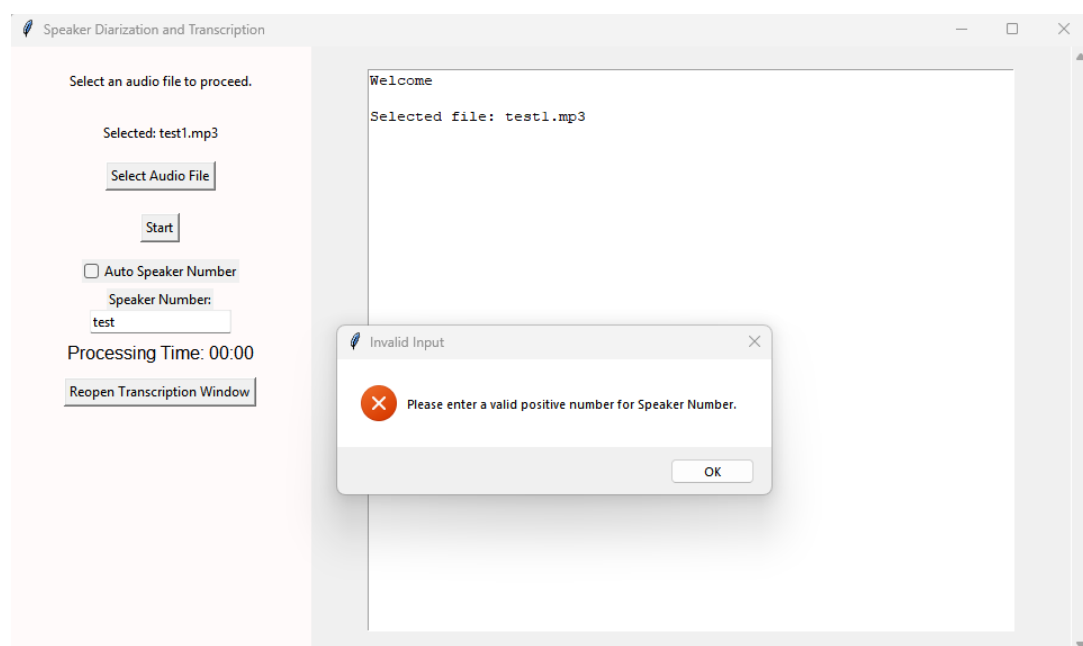 Speaker Diarization and Transcription
Select an audio file to proceed.
Selected: test1.mp3
Select Audio File
Start
Auto Speaker Number
Speaker Number:
test
Processing Time: 00:00
Reopen Transcription Window
Welcome
Selected file: test1.mp3
Invalid Input
Please enter a valid positive number for Speaker Number.
OK